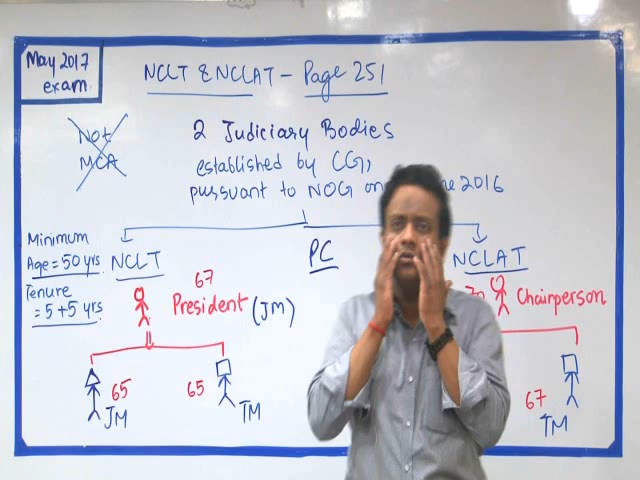 May 2017
exam
NCLT & NCLAT – Page 251
Not
MCA
2 Judiciary Bodies
established by CG,
pursuant to NOG on 2016
Minimum
Age = 50 yrs
Tenure
= 5+5 yrs
NCLT
PC
NCLAT
67
President (JM)
Chairperson
65
JM
65
TM
67
TM